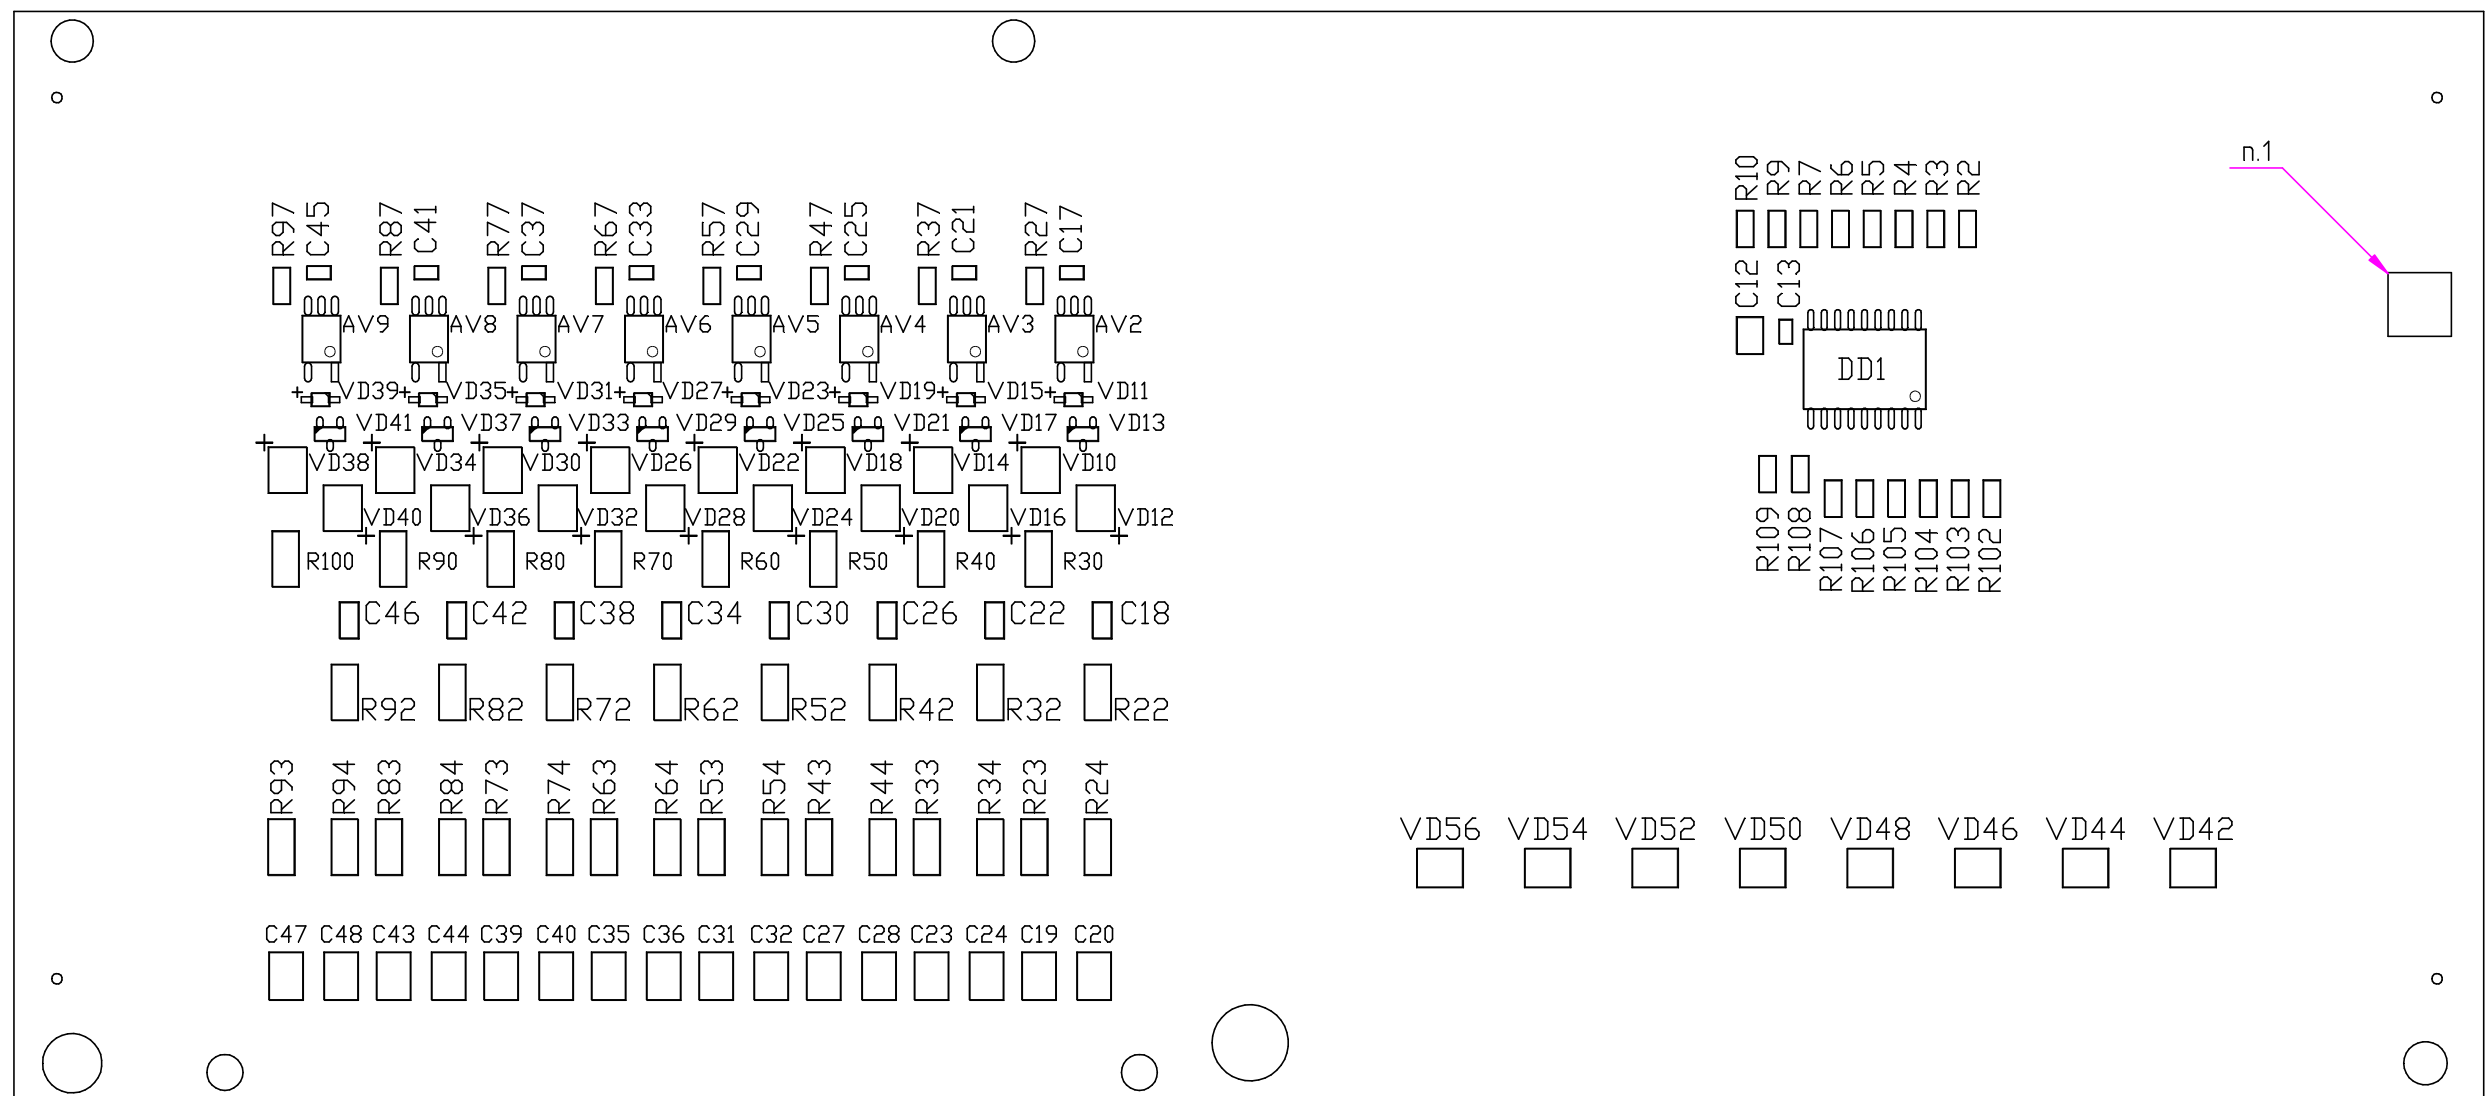 n.1
R10 R9 R7 R6 R5 R4 R3 R2
R97 C45 R87 C41 R77 C37 R67 C33 R57 C29 R47 C25 R37 C21 R27 C17
C12 C13
AV9 AV8 AV7 AV6 AV5 AV4 AV3 AV2
DD1
+ VD39 + VD35 + VD31 + VD27 + VD23 + VD19 + VD15 + VD11
VD41 VD37 VD33 VD29 VD25 VD21 VD17 VD13
+ + + + + + + +
VD38 VD34 VD30 VD26 VD22 VD18 VD14 VD10
VD40 VD36 VD32 VD28 VD24 VD20 VD16 VD12
+ + + + + + + +
R109 R108 R107 R106 R105 R104 R103 R102
R100 R90 R80 R70 R60 R50 R40 R30
C46 C42 C38 C34 C30 C26 C22 C18
R92 R82 R72 R62 R52 R42 R32 R22
R93 R94 R83 R84 R73 R74 R63 R64 R53 R54 R43 R44 R33 R34 R23 R24
VD56 VD54 VD52 VD50 VD48 VD46 VD44 VD42
C47 C48 C43 C44 C39 C40 C35 C36 C31 C32 C27 C28 C23 C24 C19 C20